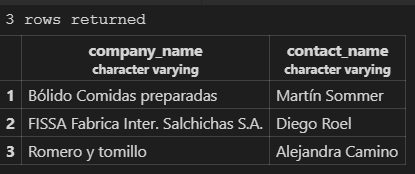 3 rows returned
company_name contact_name
character varying character varying
1 Bólido Comidas preparadas Martín Sommer
2 FISSA Fabrica Inter. Salchichas S.A. Diego Roel
3 Romero y tomillo Alejandra Camino